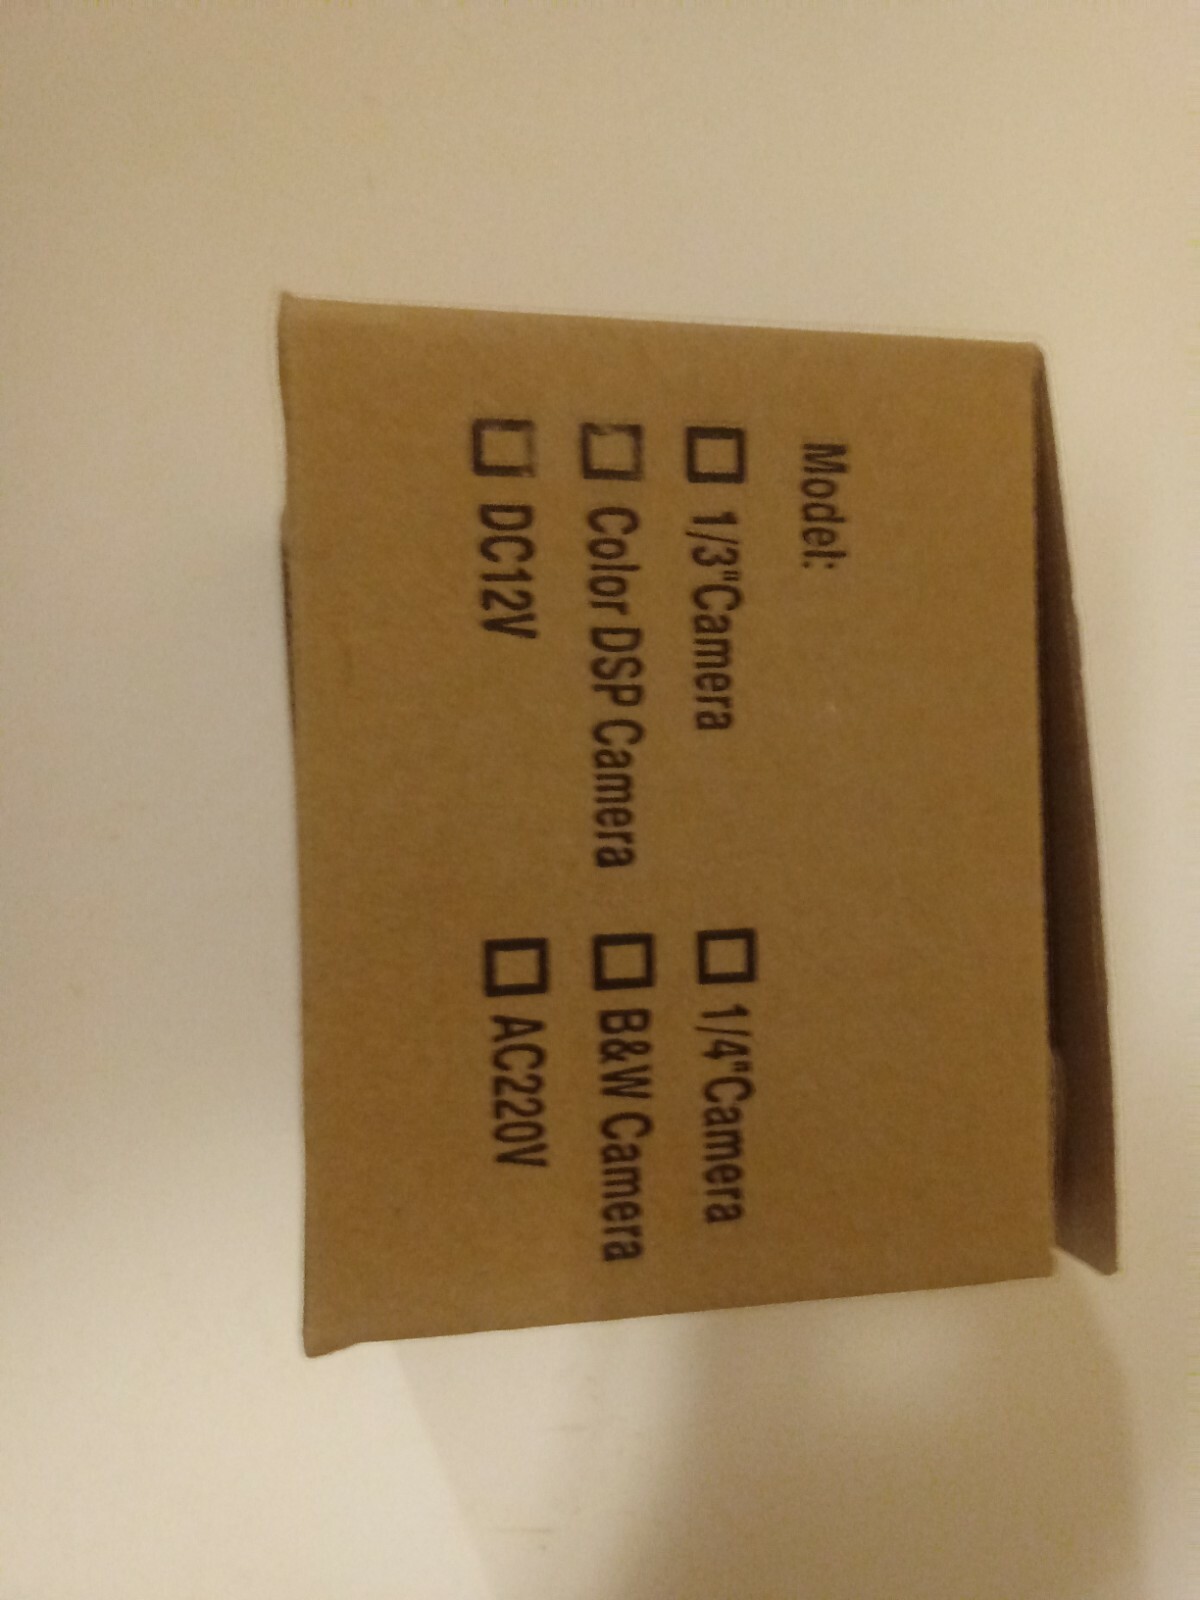 Model:
□ 1/3"Camera □ 1/4"Camera
□ Color DSP Camera □ B&W Camera
□ DC12V □ AC220V